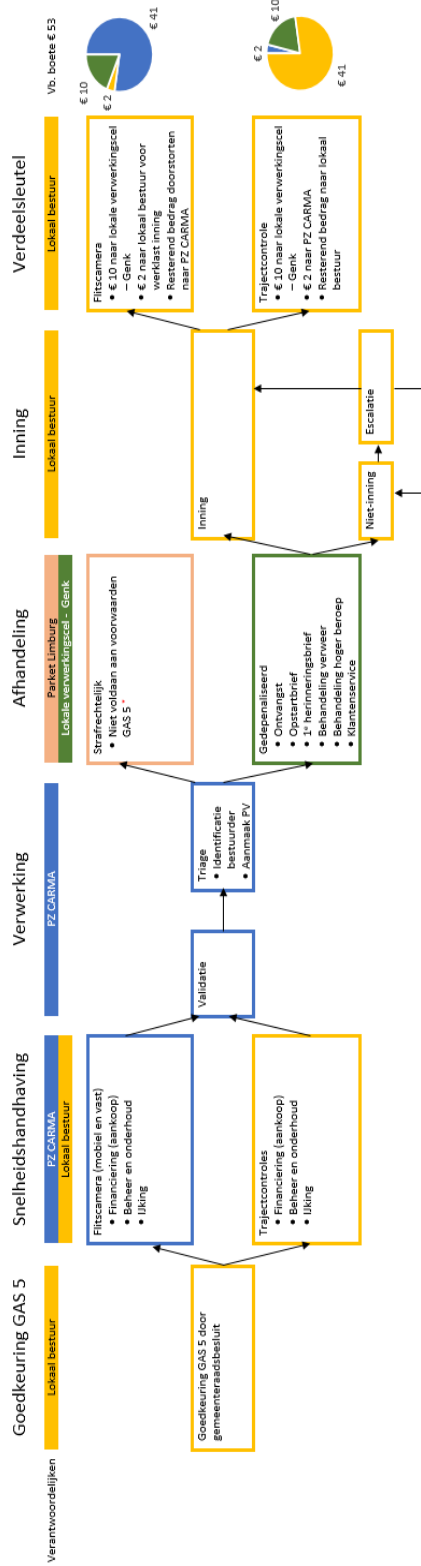 Goedkeuring GAS 5
Snelheidshandhaving
Verwerking
Afhandeling
Inning
Verdeelsleutel
Verantwoordelijken
Lokaal bestuur
PZ CARMA
Lokaal bestuur
PZ CARMA
Parket Limburg
Lokale verwerkingscel - Genk
Lokaal bestuur
Lokaal bestuur
Vb. boete € 53
Goedkeuring GAS 5 door
gemeenteraadsbesluit
Flitscamera (mobiel en vast)
• Financiering (aankoop)
• Beheer en onderhoud
• IJking
Trajectcontroles
• Financiering (aankoop)
• Beheer en onderhoud
• IJking
Validatie
Triage
• Identificatie
bestuurder
• Aanmaak PV
Strafrechtelijk
• Niet voldaan aan voorwaarden
GAS 5 *
Gedepenaliseerd
• Ontvangst
• Opstartbrief
• 1e herinneringsbrief
• Behandeling verweer
• Behandeling hoger beroep
• Klantenservice
Inning
Niet-inning
Escalatie
Flitscamera
• € 10 naar lokale verwerkingscel
– Genk
• € 2 naar lokaal bestuur voor
werklast inning
• Resterend bedrag doorstorten
naar PZ CARMA
€ 10
€ 2
€ 41
Trajectcontrole
• € 10 naar lokale verwerkingscel
– Genk
• € 2 naar PZ CARMA
• Resterend bedrag naar lokaal
bestuur
€ 2
€ 10
€ 41